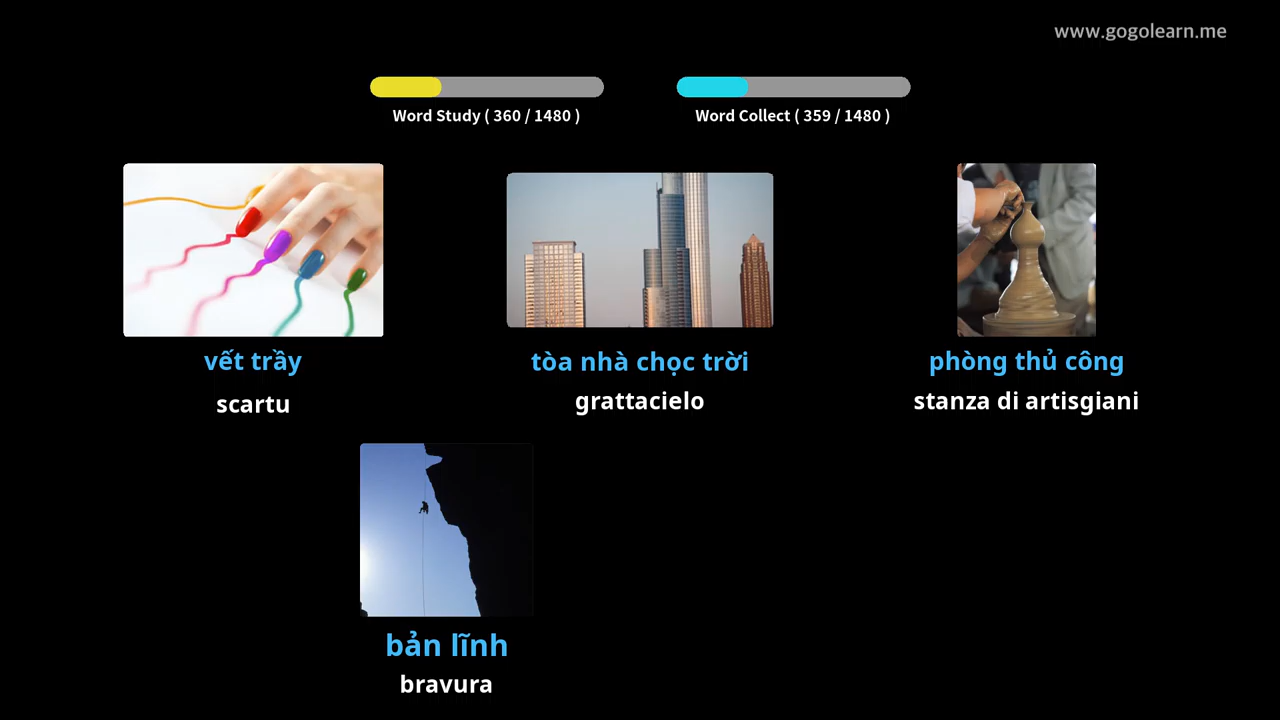 www.gogolearn.me
Word Study ( 360 / 1480 )
Word Collect ( 359 / 1480 )
vết trầy
scartu
tòa nhà chọc trời
grattacielo
phòng thủ công
stanza di artisgiani
bản lĩnh
bravura